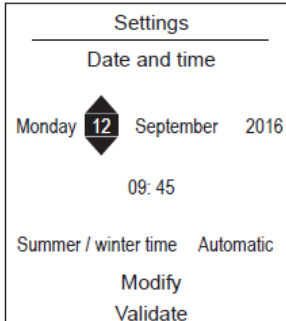 Settings
Date and time
Monday 12 September 2016
09: 45
Summer / winter time Automatic
Modify
Validate